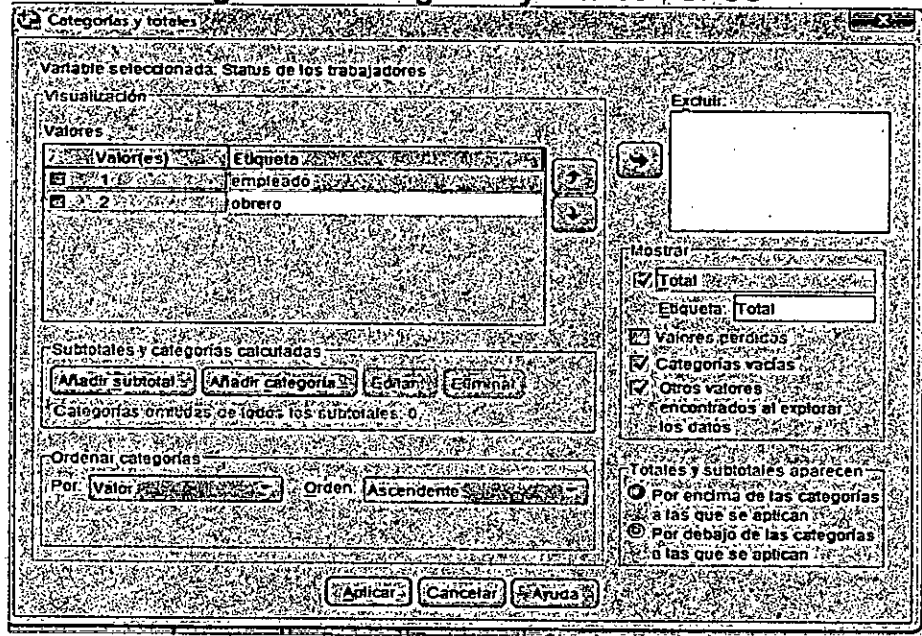 Categorías y totales
Variable seleccionada: Status de los trabajadores
Visualización
Valores
Valor(es) Etiqueta
1 empleado
2 obrero
Subtotales y categorías calculadas
Añadir subtotal Añadir categoría Editar Eliminar
Categorías omitidas de todos los subtotales: 0
Ordenar categorías
Por: Valor Orden: Ascendente
Excluir:
Mostrar
Total
Etiqueta: Total
Valores perdidos
Categorías vacías
Otros valores
encontrados al explorar
los datos
Totales y subtotales aparecen
Por encima de las categorías
a las que se aplican
Por debajo de las categorías
a las que se aplican
Aplicar Cancelar Ayuda